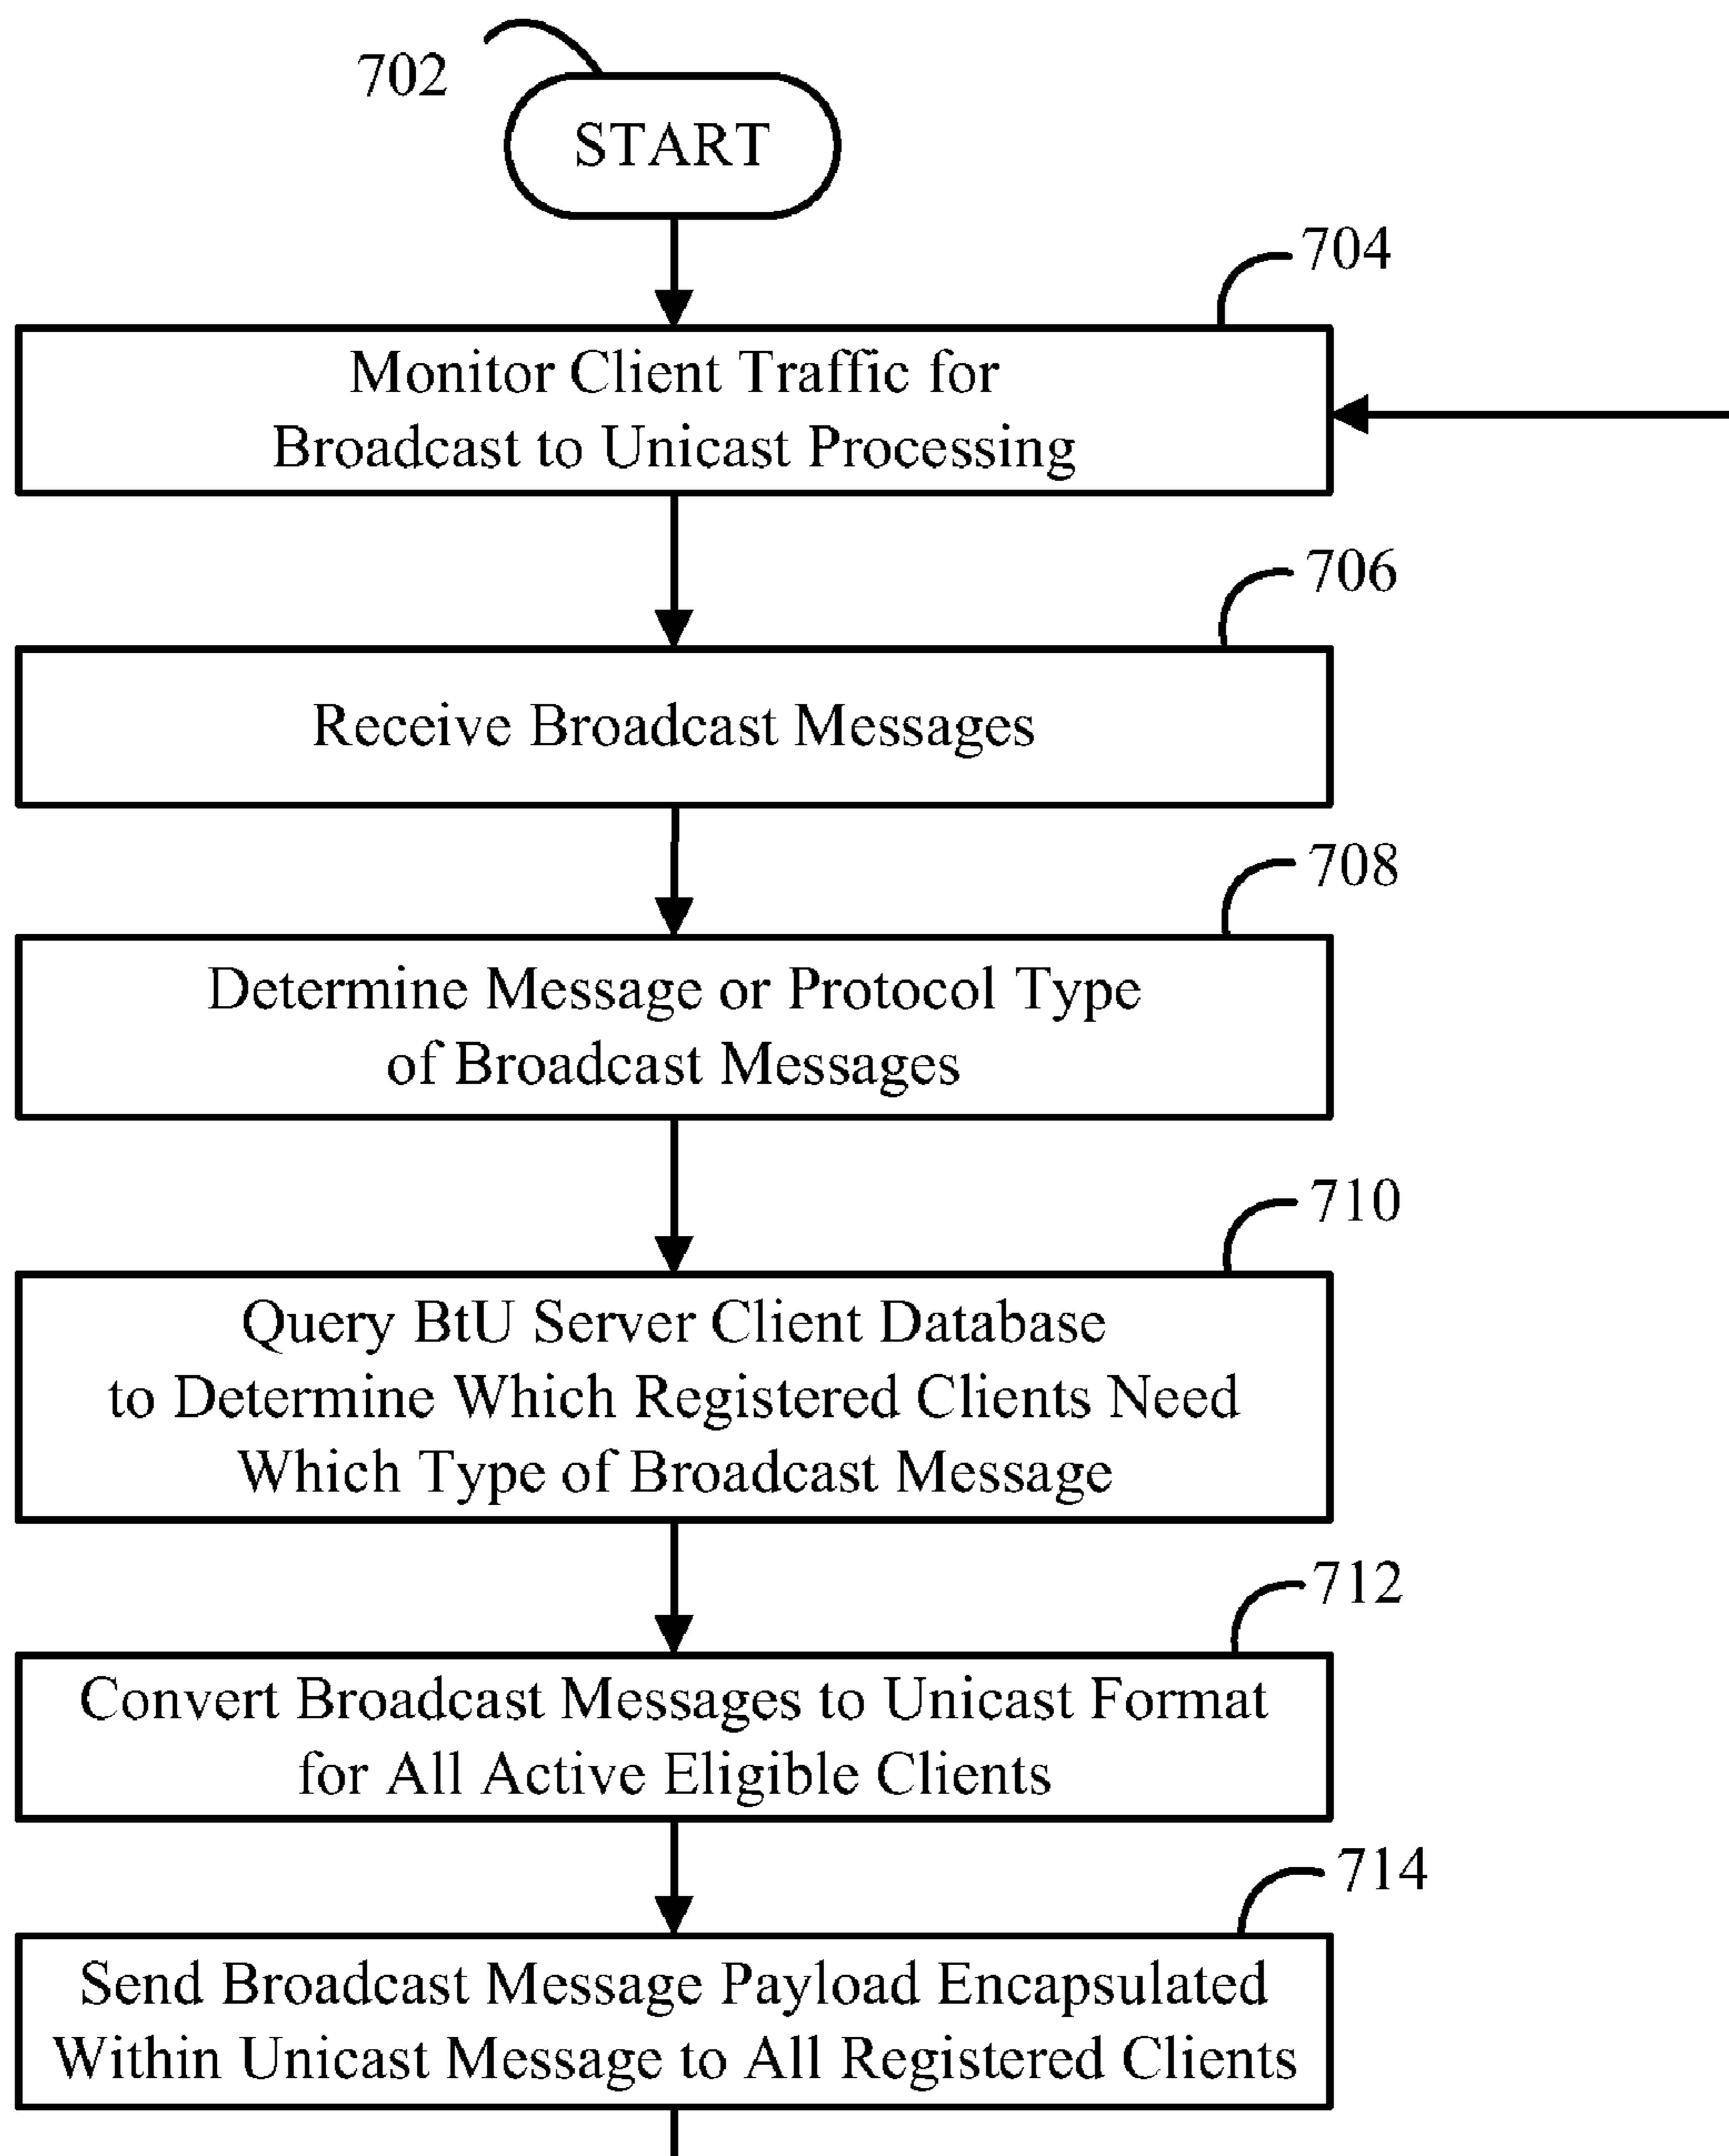 702
START
704
Monitor Client Traffic for
Broadcast to Unicast Processing
706
Receive Broadcast Messages
708
Determine Message or Protocol Type
of Broadcast Messages
710
Query BtU Server Client Database
to Determine Which Registered Clients Need
Which Type of Broadcast Message
712
Convert Broadcast Messages to Unicast Format
for All Active Eligible Clients
714
Send Broadcast Message Payload Encapsulated
Within Unicast Message to All Registered Clients